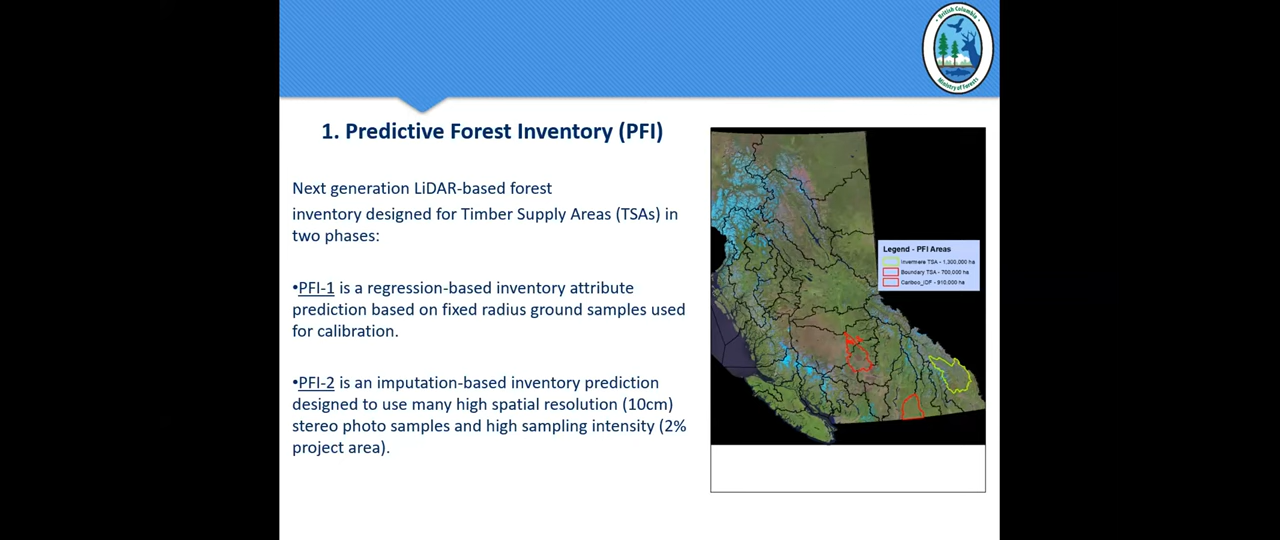 British Columbia
Ministry of Forests
1. Predictive Forest Inventory (PFI)
Next generation LiDAR-based forest
inventory designed for Timber Supply Areas (TSAs) in
two phases:
•PFI-1 is a regression-based inventory attribute
prediction based on fixed radius ground samples used
for calibration.
•PFI-2 is an imputation-based inventory prediction
designed to use many high spatial resolution (10cm)
stereo photo samples and high sampling intensity (2%
project area).
Legend - PFI Areas
Invermere TSA - 1,300,000 ha
Boundary TSA - 700,000 ha
Cariboo_IDF - 910,000 ha